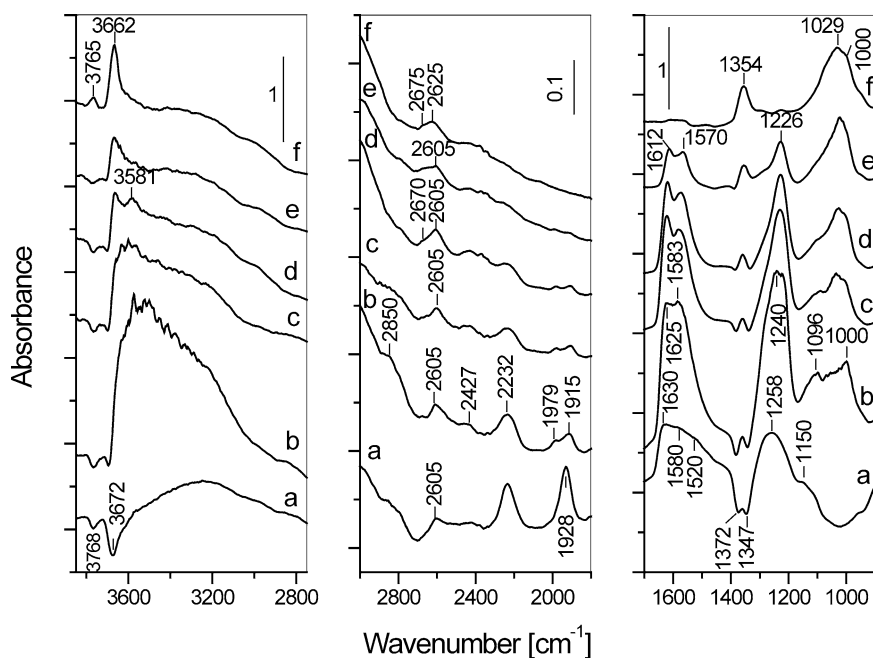 3662
3765
1
f
e
3581
d
c
b
3672
a
3768
3600
3200
2800
f
2675
2625
0.1
e
2605
d
2670
2605
c
2605
b
2850
2605
2427
2232
1979
1915
a
2605
1928
2800
2600
2400
2200
2000
1029
1000
1
1354
f
1612
1570
1226
e
d
1583
c
1625
1240
1096
1000
1630
1258
b
1580
1520
1150
a
1372
1347
1600
1400
1200
1000
Absorbance
Wavenumber [cm-1]